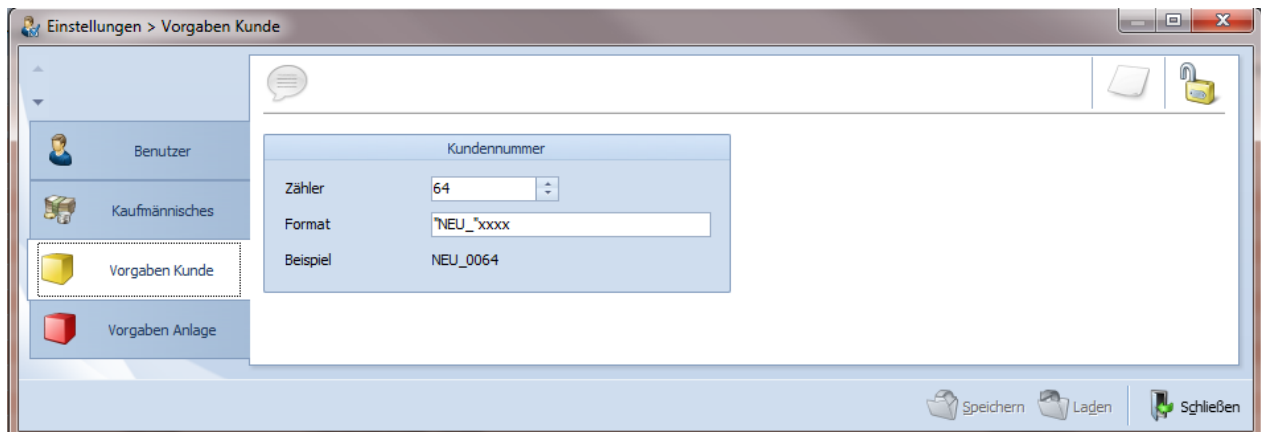 Einstellungen > Vorgaben Kunde
Benutzer
Kaufmännisches
Vorgaben Kunde
Vorgaben Anlage
Kundennummer
Zähler 64
Format "NEU_"xxxx
Beispiel NEU_0064
Speichern Laden Schließen